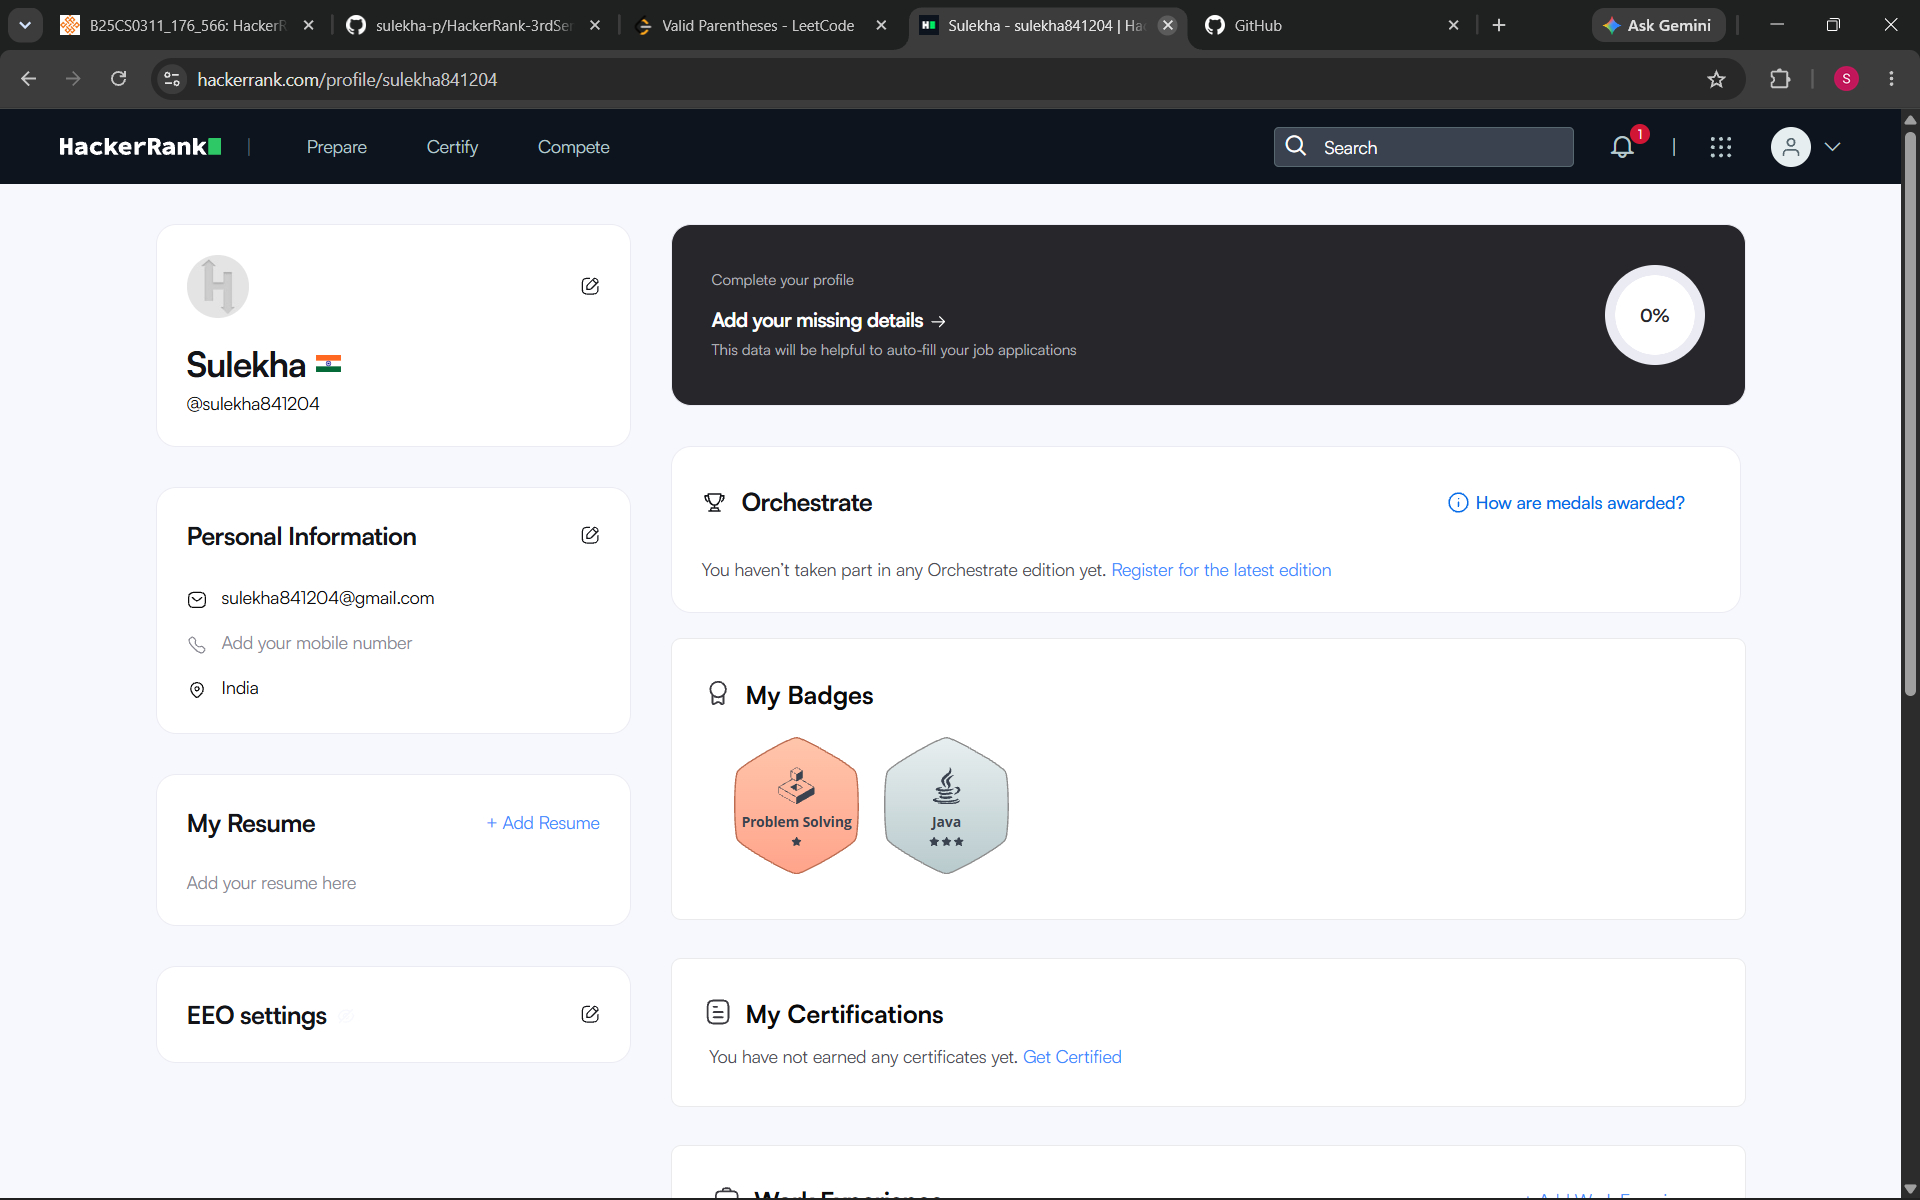 B25CS0311_176_566: HackerR
sulekha-p/HackerRank-3rdSer
Valid Parentheses - LeetCode
Sulekha - sulekha841204 | Ha
GitHub
Ask Gemini
hackerrank.com/profile/sulekha841204
S
HackerRank
Prepare
Certify
Compete
Search
1
Sulekha
@sulekha841204
Personal Information
sulekha841204@gmail.com
Add your mobile number
India
My Resume
+ Add Resume
Add your resume here
EEO settings
Complete your profile
Add your missing details →
This data will be helpful to auto-fill your job applications
0%
Orchestrate
How are medals awarded?
You haven't taken part in any Orchestrate edition yet. Register for the latest edition
My Badges
Problem Solving
Java
My Certifications
You have not earned any certificates yet. Get Certified
Work Experience